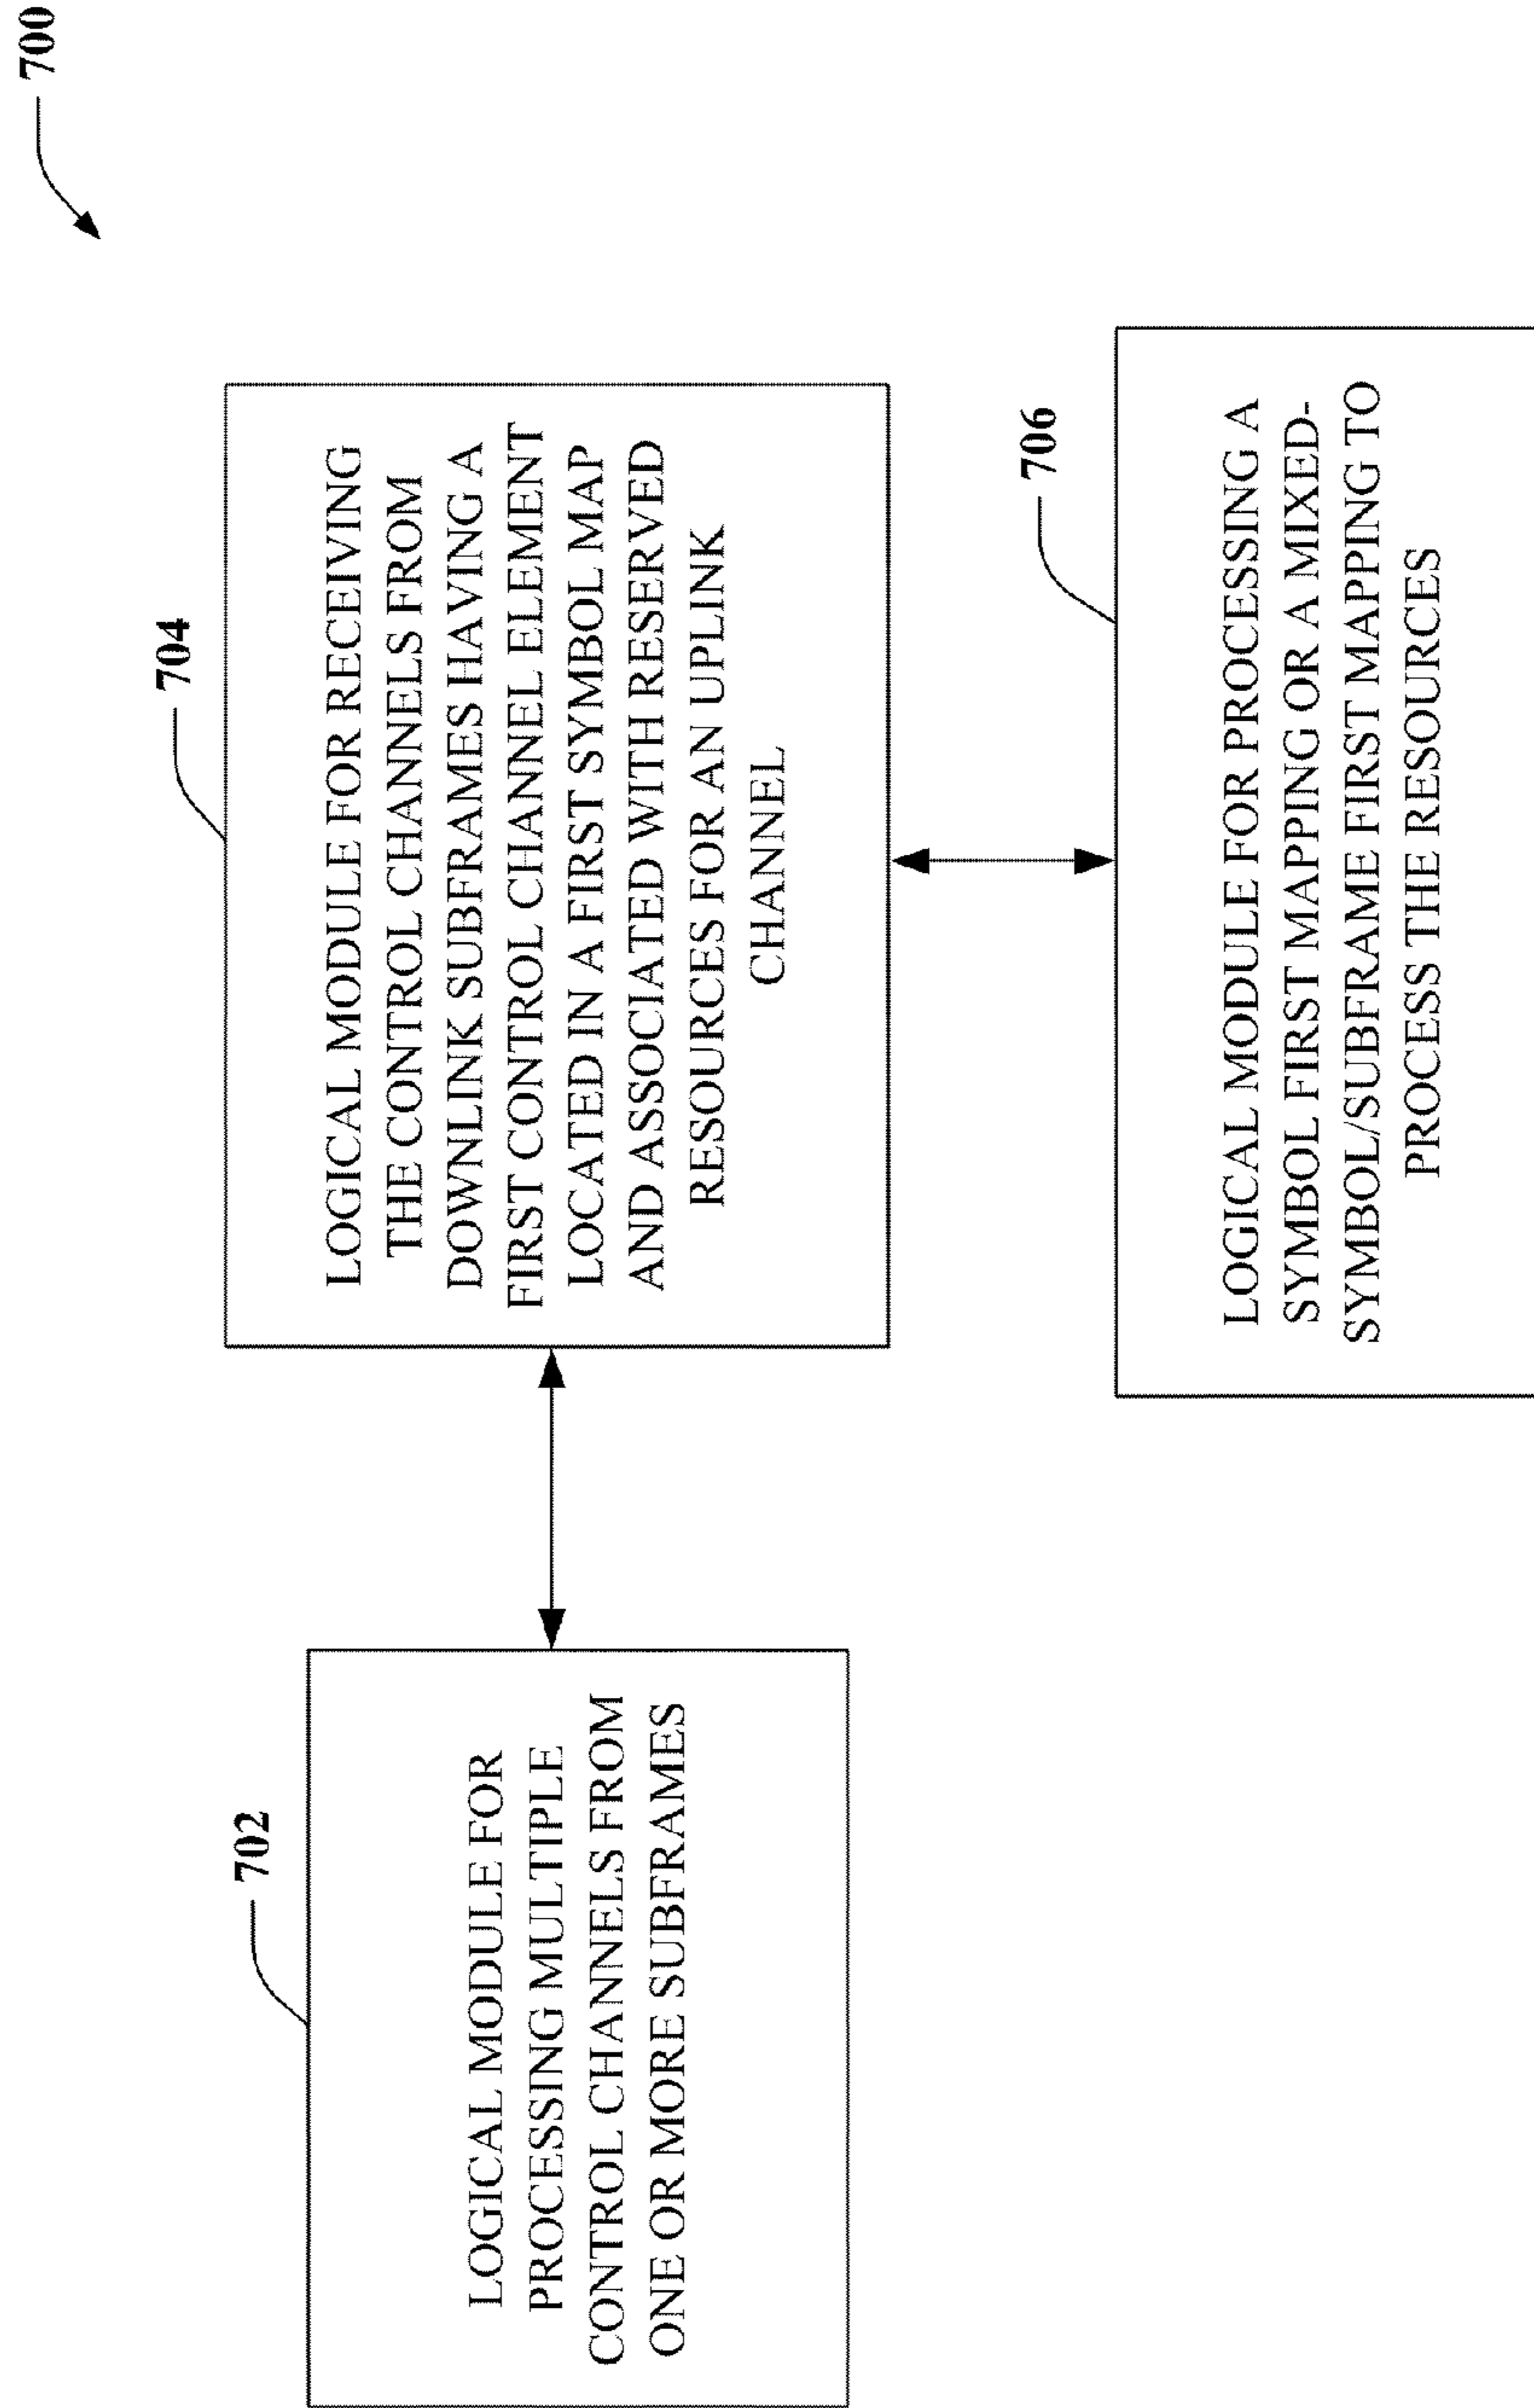 700
702
LOGICAL MODULE FOR
PROCESSING MULTIPLE
CONTROL CHANNELS FROM
ONE OR MORE SUBFRAMES
704
LOGICAL MODULE FOR RECEIVING
THE CONTROL CHANNELS FROM
DOWNLINK SUBFRAMES HAVING A
FIRST CONTROL CHANNEL ELEMENT
LOCATED IN A FIRST SYMBOL MAP
AND ASSOCIATED WITH RESERVED
RESOURCES FOR AN UPLINK
CHANNEL
706
LOGICAL MODULE FOR PROCESSING A
SYMBOL FIRST MAPPING OR A MIXED-
SYMBOL/SUBFRAME FIRST MAPPING TO
PROCESS THE RESOURCES